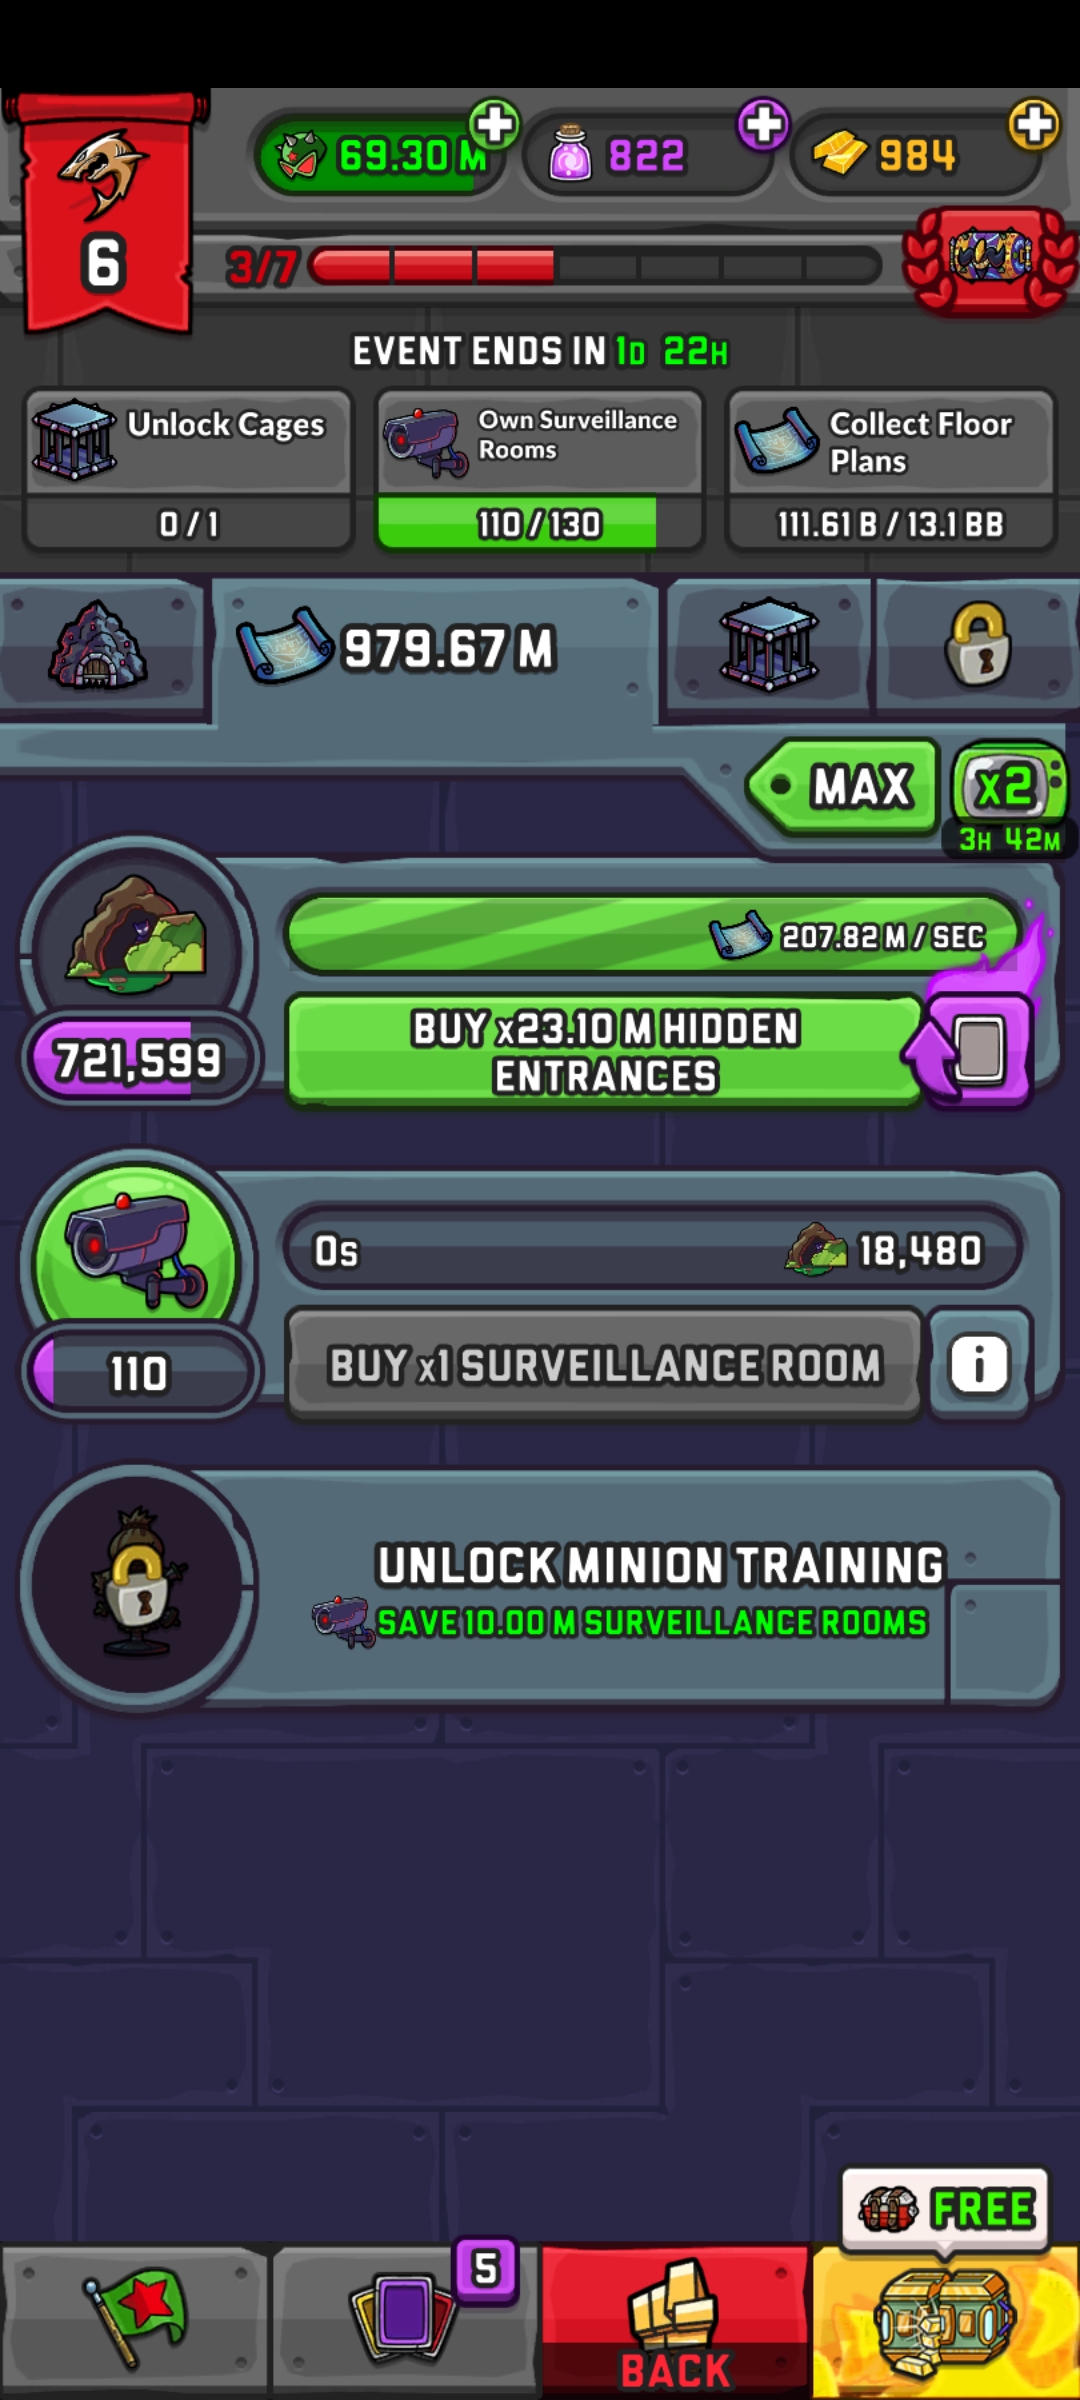 69.30 M
822
984
6
3/7
EVENT ENDS IN 1D 22H
Unlock Cages
0 / 1
Own Surveillance
Rooms
110 / 130
Collect Floor
Plans
111.61 B / 13.1 BB
979.67 M
MAX
x2
3H 42M
207.82 M / SEC
721,599
BUY x23.10 M HIDDEN
ENTRANCES
0s
18,480
110
BUY x1 SURVEILLANCE ROOM
i
UNLOCK MINION TRAINING
SAVE 10.00 M SURVEILLANCE ROOMS
FREE
5
BACK